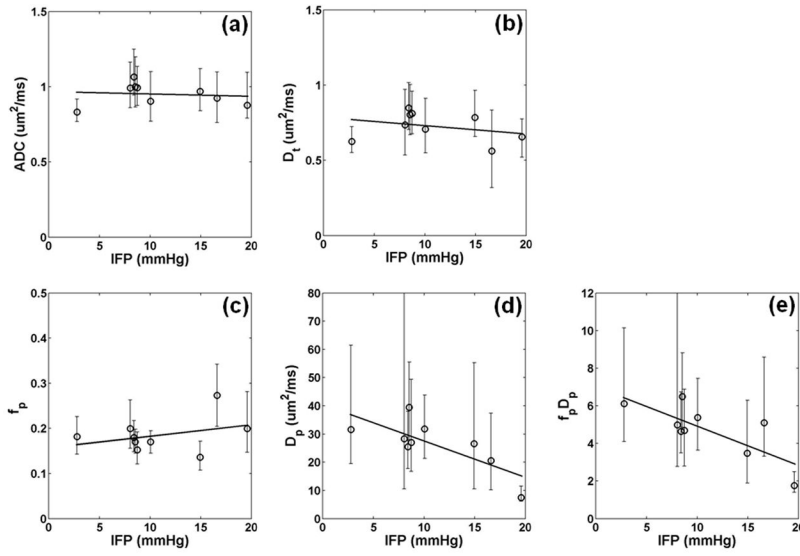 (a)
ADC (um²/ms)
1.5
1
0.5
0
0 5 10 15 20
IFP (mmHg)
(b)
Dₜ (um²/ms)
1.5
1
0.5
0
0 5 10 15 20
IFP (mmHg)
(c)
fₚ
0.5
0.4
0.3
0.2
0.1
0
0 5 10 15 20
IFP (mmHg)
(d)
Dₚ (um²/ms)
80
70
60
50
40
30
20
10
0
0 5 10 15 20
IFP (mmHg)
(e)
fₚDₚ
12
10
8
6
4
2
0
0 5 10 15 20
IFP (mmHg)